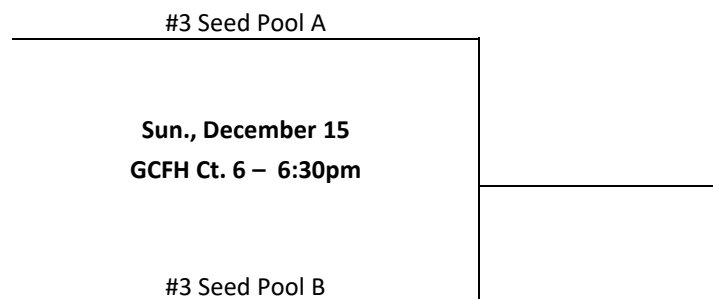 #3 Seed Pool A
Sun., December 15
GCFH Ct. 6 – 6:30pm
#3 Seed Pool B